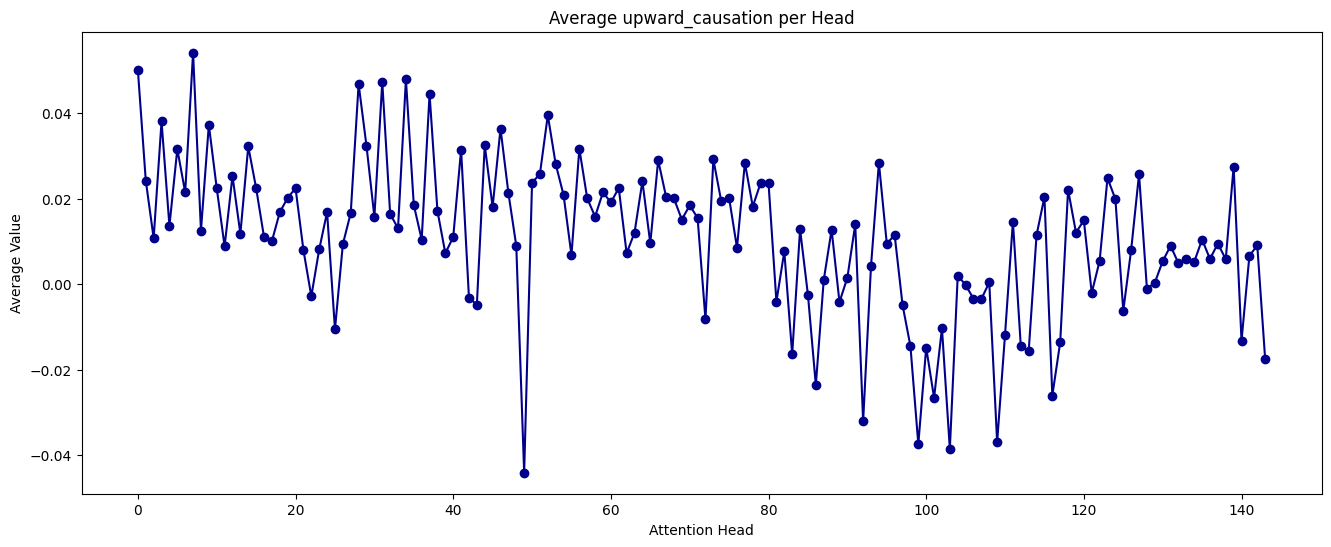 Average upward_causation per Head
Average Value
0.04
0.02
0.00
−0.02
−0.04
0 20 40 60 80 100 120 140
Attention Head